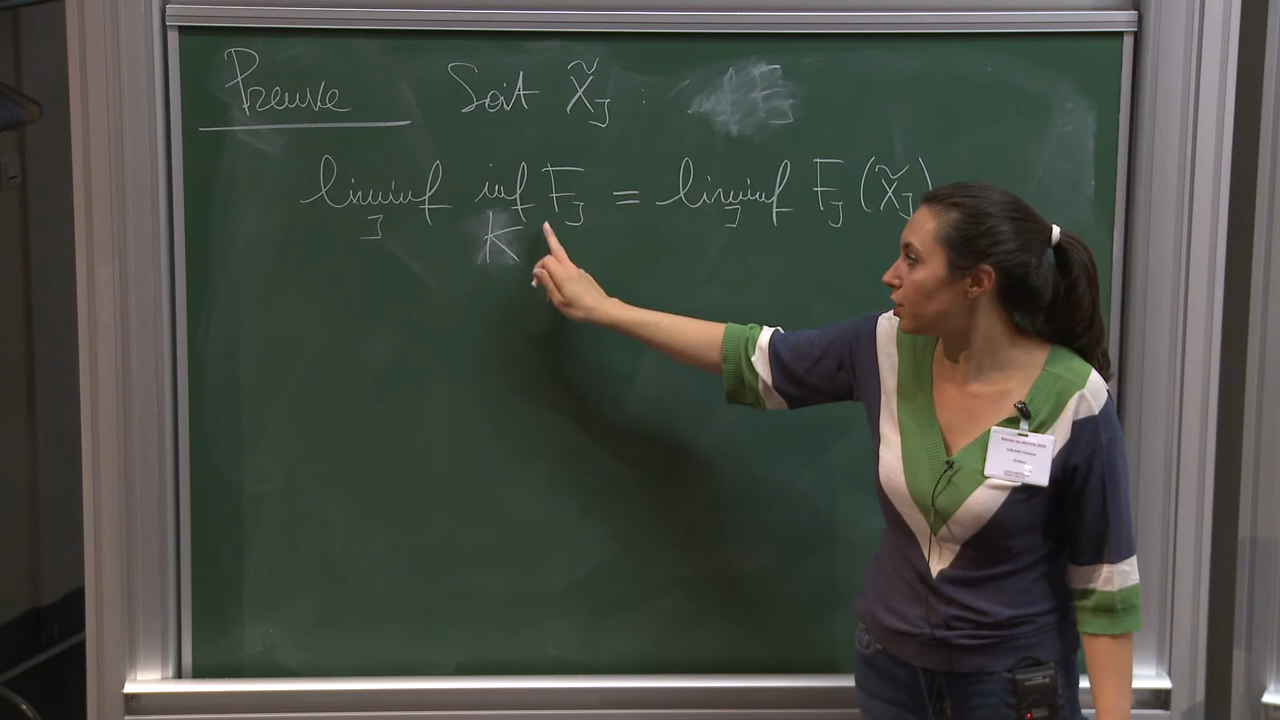 Preuve Soit X̃_J :
liminf_J inf_K F_J = liminf_J F_J (X̃_J)